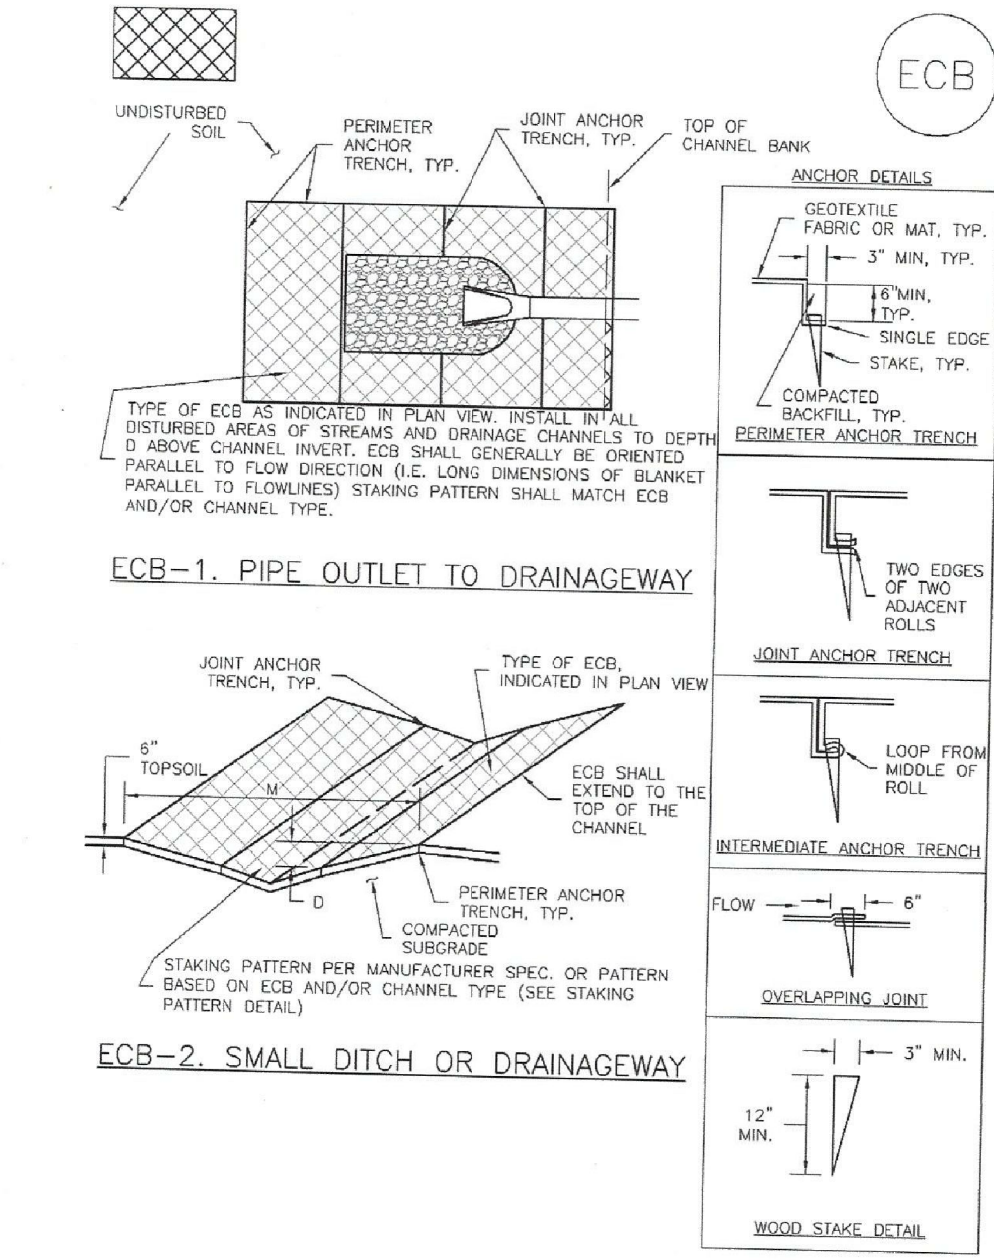 ECB
UNDISTURBED
SOIL
PERIMETER
ANCHOR
TRENCH, TYP.
JOINT ANCHOR
TRENCH, TYP.
TOP OF
CHANNEL BANK
TYPE OF ECB AS INDICATED IN PLAN VIEW. INSTALL IN ALL
DISTURBED AREAS OF STREAMS AND DRAINAGE CHANNELS TO DEPTH
D ABOVE CHANNEL INVERT. ECB SHALL GENERALLY BE ORIENTED
PARALLEL TO FLOW DIRECTION (I.E. LONG DIMENSIONS OF BLANKET
PARALLEL TO FLOWLINES) STAKING PATTERN SHALL MATCH ECB
AND/OR CHANNEL TYPE.
ECB-1. PIPE OUTLET TO DRAINAGEWAY
JOINT ANCHOR
TRENCH, TYP.
TYPE OF ECB,
INDICATED IN PLAN VIEW
6"
TOPSOIL
M
ECB SHALL
EXTEND TO THE
TOP OF THE
CHANNEL
D
PERIMETER ANCHOR
TRENCH, TYP.
COMPACTED
SUBGRADE
STAKING PATTERN PER MANUFACTURER SPEC. OR PATTERN
BASED ON ECB AND/OR CHANNEL TYPE (SEE STAKING
PATTERN DETAIL)
ECB-2. SMALL DITCH OR DRAINAGEWAY
ANCHOR DETAILS
GEOTEXTILE
FABRIC OR MAT, TYP.
3" MIN, TYP.
6"MIN,
TYP.
SINGLE EDGE
STAKE, TYP.
COMPACTED
BACKFILL, TYP.
PERIMETER ANCHOR TRENCH
TWO EDGES
OF TWO
ADJACENT
ROLLS
JOINT ANCHOR TRENCH
LOOP FROM
MIDDLE OF
ROLL
INTERMEDIATE ANCHOR TRENCH
FLOW
6"
OVERLAPPING JOINT
3" MIN.
12"
MIN.
WOOD STAKE DETAIL